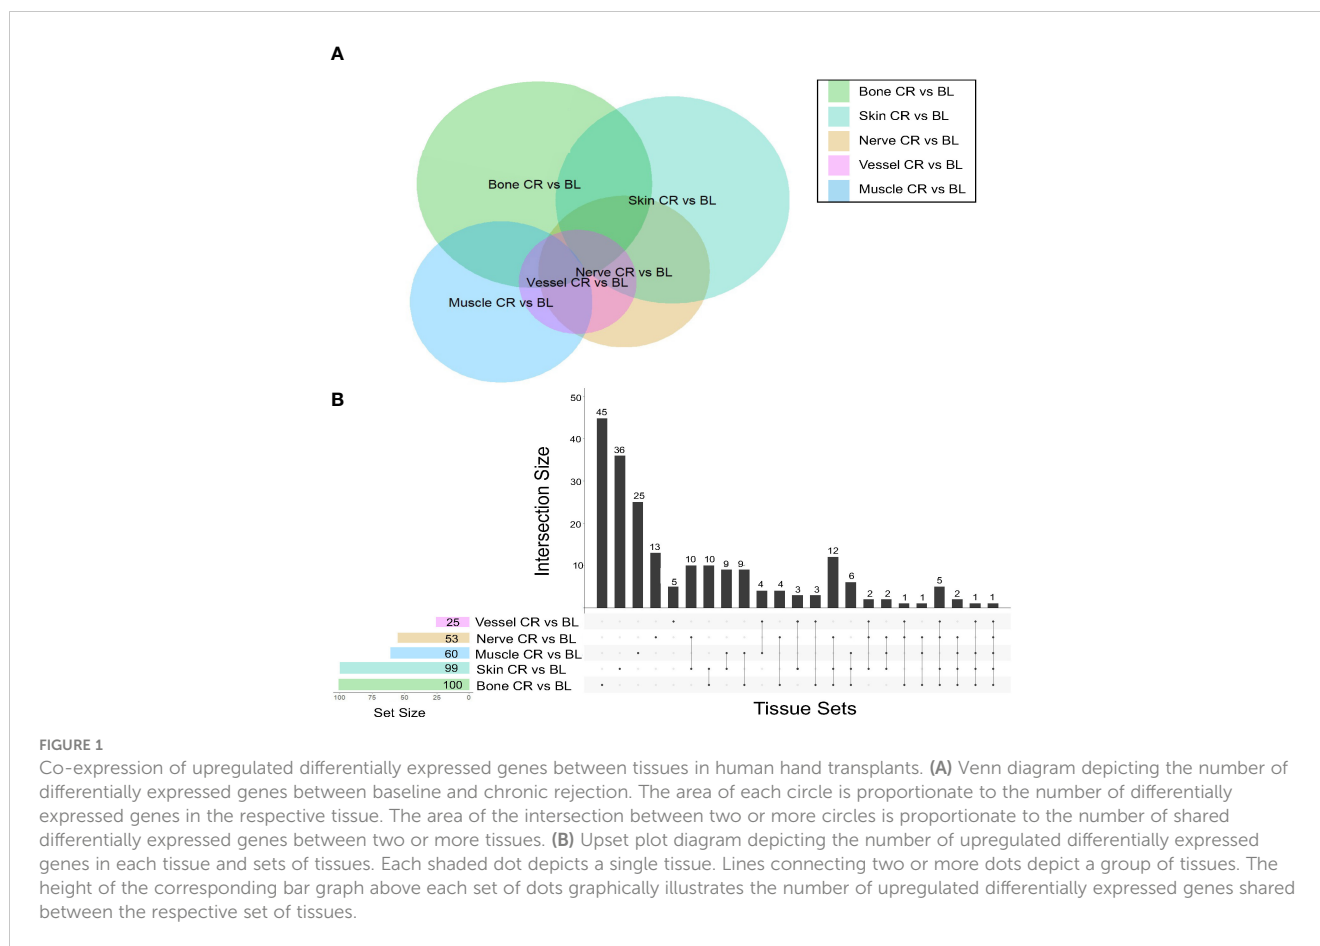 A
Bone CR vs BL
Skin CR vs BL
Nerve CR vs BL
Vessel CR vs BL
Muscle CR vs BL
Bone CR vs BL
Skin CR vs BL
Nerve CR vs BL
Vessel CR vs BL
Muscle CR vs BL
B
Intersection Size
50
40
30
20
10
45
36
25
13
5
10
10
9
9
4
4
3
3
12
6
2
2
1
1
5
2
1
1
25 Vessel CR vs BL
53 Nerve CR vs BL
60 Muscle CR vs BL
99 Skin CR vs BL
100 Bone CR vs BL
100 75 50 25 0
Set Size
Tissue Sets
FIGURE 1
Co-expression of upregulated differentially expressed genes between tissues in human hand transplants. (A) Venn diagram depicting the number of
differentially expressed genes between baseline and chronic rejection. The area of each circle is proportionate to the number of differentially
expressed genes in the respective tissue. The area of the intersection between two or more circles is proportionate to the number of shared
differentially expressed genes between two or more tissues. (B) Upset plot diagram depicting the number of upregulated differentially expressed
genes in each tissue and sets of tissues. Each shaded dot depicts a single tissue. Lines connecting two or more dots depict a group of tissues. The
height of the corresponding bar graph above each set of dots graphically illustrates the number of upregulated differentially expressed genes shared
between the respective set of tissues.